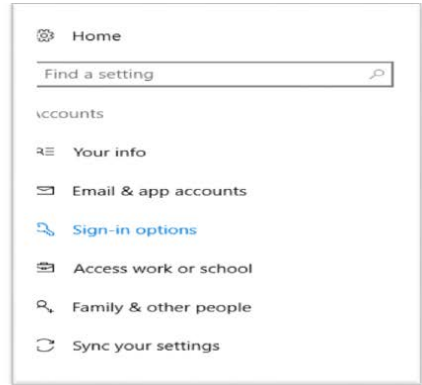 Home
Find a setting
Accounts
Your info
Email & app accounts
Sign-in options
Access work or school
Family & other people
Sync your settings